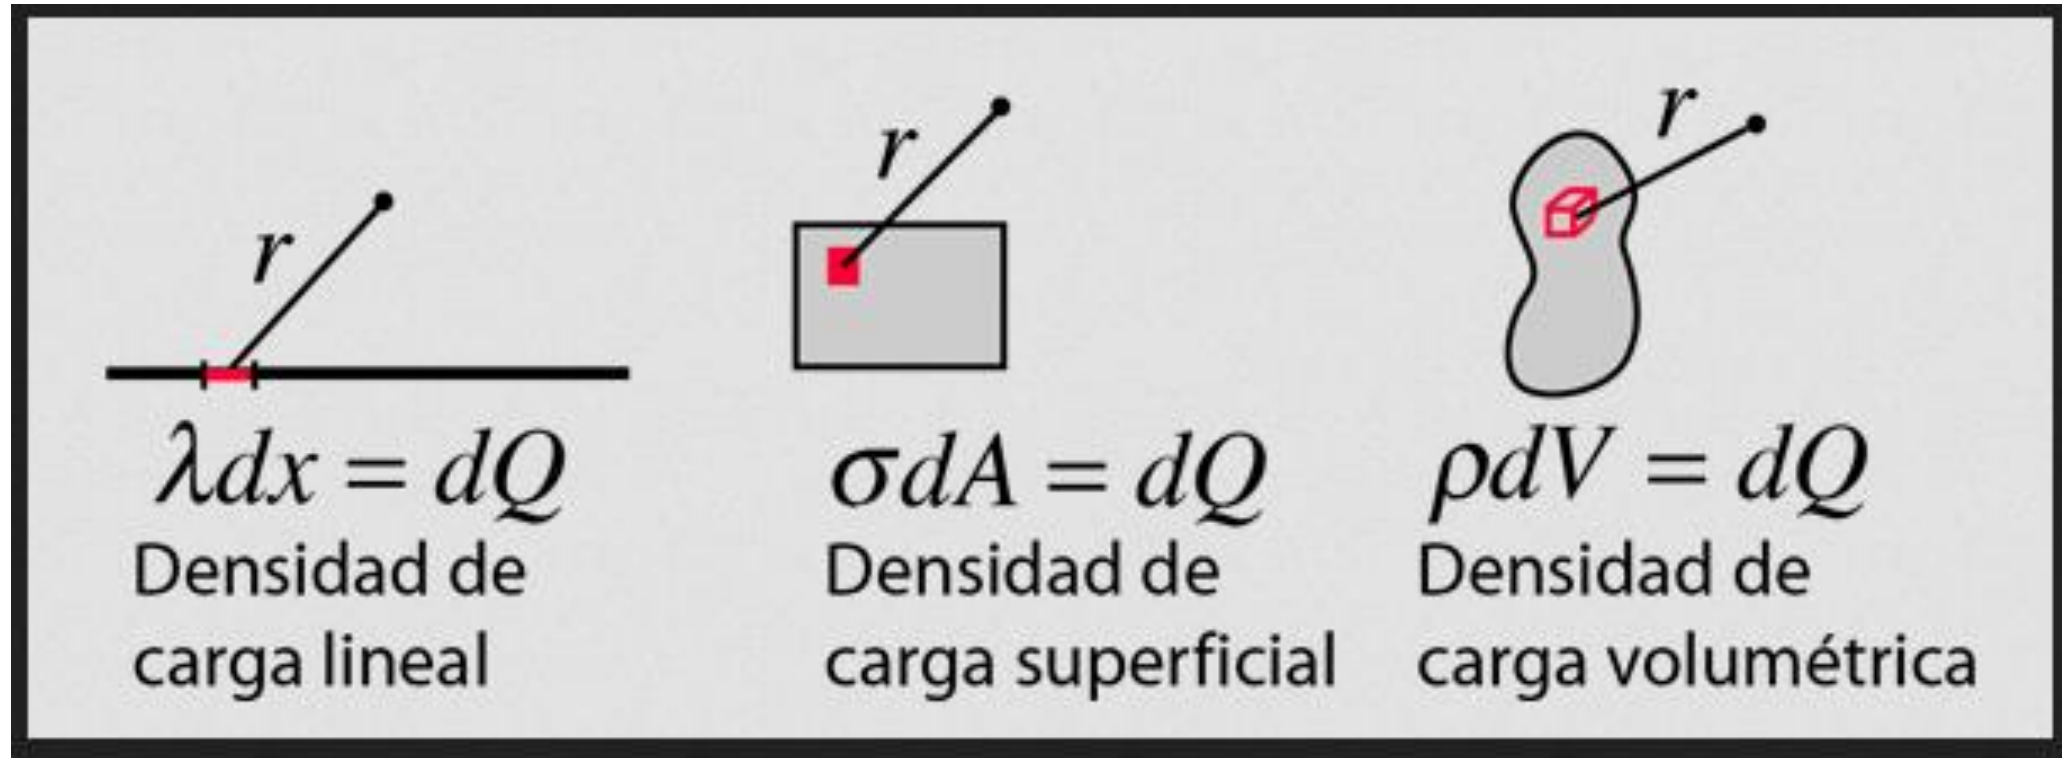 r
r
r
λdx = dQ
Densidad de
carga lineal
σdA = dQ
Densidad de
carga superficial
ρdV = dQ
Densidad de
carga volumétrica